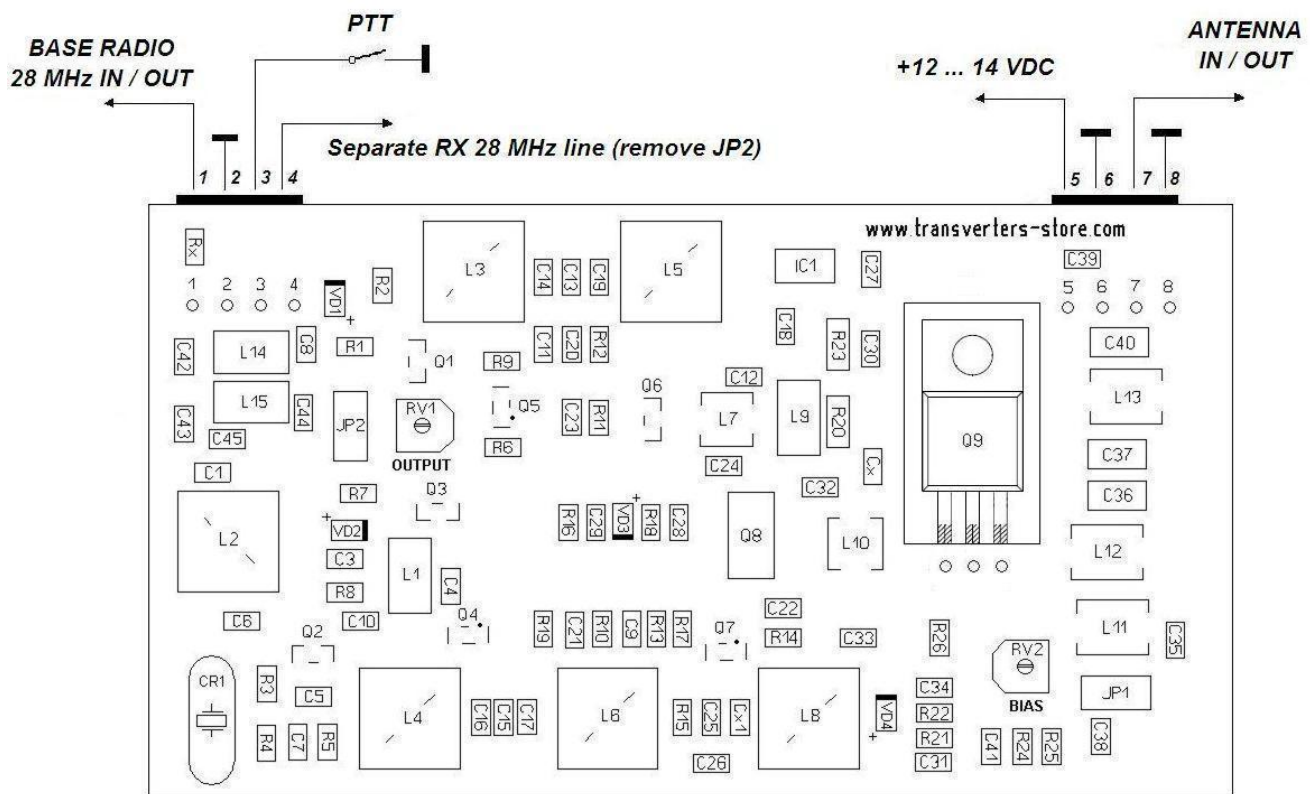 PTT
BASE RADIO
28 MHz IN / OUT
ANTENNA
IN / OUT
+12 ... 14 VDC
Separate RX 28 MHz line (remove JP2)
1 2 3 4
5 6 7 8
www.transverters-store.com
Rx
1 2 3 4
VD1
+
R2
L3
C14
C13
C19
L5
IC1
C27
C39
5 6 7 8
C42
L14
C8
R1
Q1
R9
C11
C20
R12
C18
R23
C30
C40
C43
L15
C44
C45
JP2
RV1
OUTPUT
Q5
R6
C23
R11
Q6
C12
L7
L9
R20
C24
Q9
L13
C37
C1
R7
Q3
Cx
C32
C36
L2
+
VD2
C3
R8
L1
C4
R16
C29
+
VD3
R18
C28
Q8
L10
L12
C6
C10
Q2
Q4
R19
C21
R10
C9
R13
R17
Q7
C22
R14
C33
R26
L11
C35
CR1
R3
C5
R4
C7
R5
L4
C16
C15
C17
L6
R15
C25
Cx1
C26
L8
VD4
+
C34
R22
R21
C31
RV2
BIAS
JP1
C41
R24
R25
C38